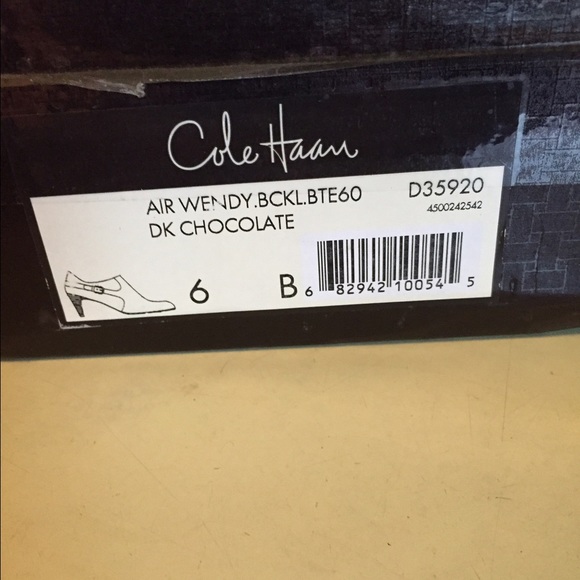 Cole Haan
AIR WENDY.BCKL.BTE60 D35920
4500242542
DK CHOCOLATE
6 B
6 82942 10054 5